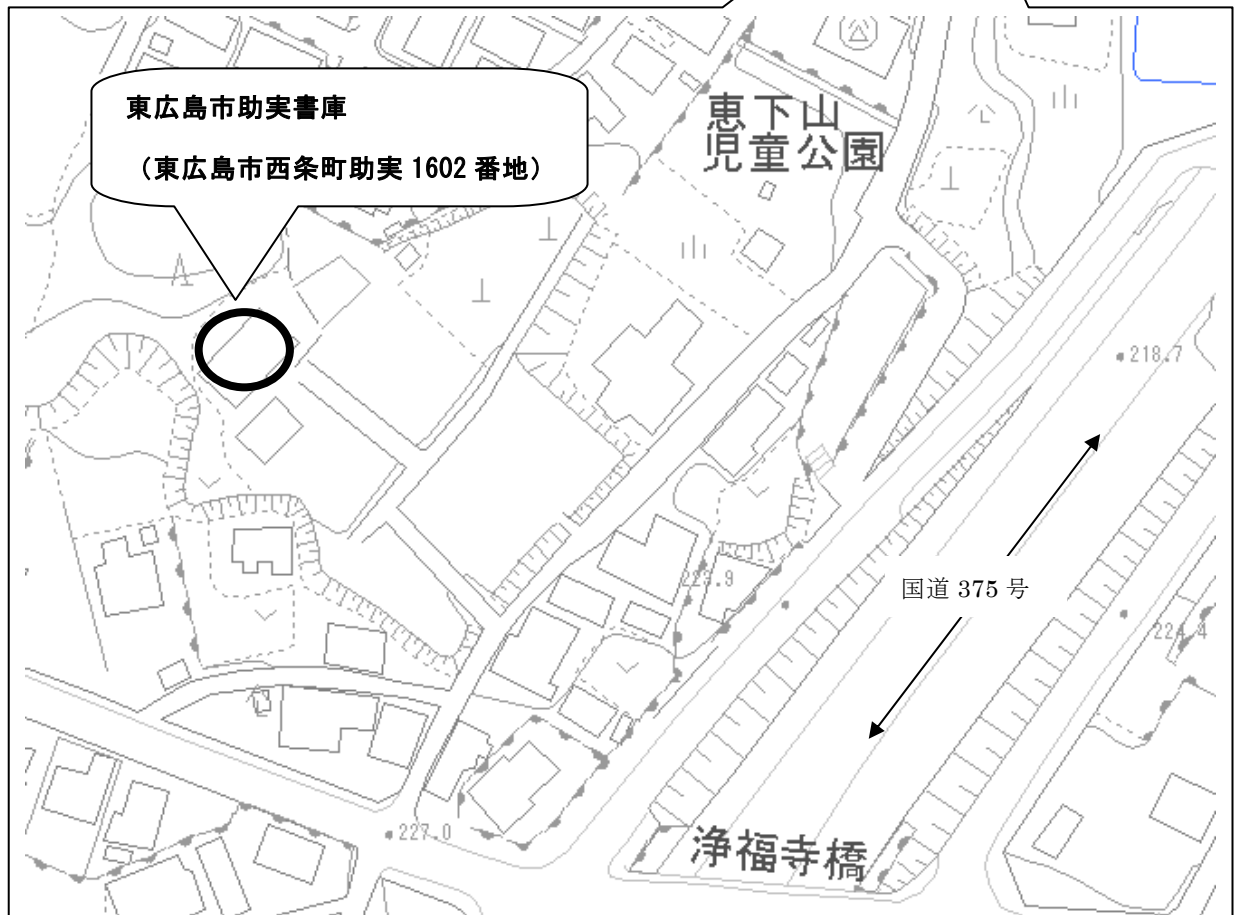 東広島市助実書庫
（東広島市西条町助実 1602 番地）
恵下山
児童公園
218.7
国道 375 号
223.9
224.4
227.0
浄福寺橋